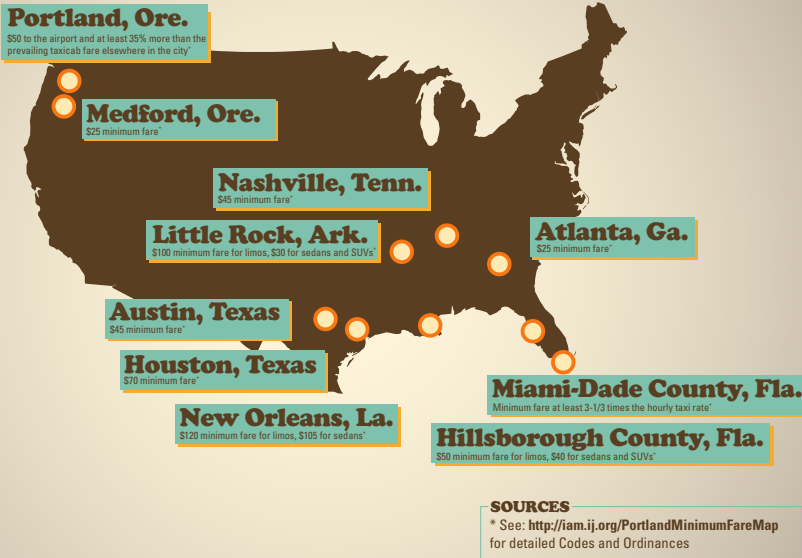 Portland, Ore.
$50 to the airport and at least 35% more than the
prevailing taxicab fare elsewhere in the city*
Medford, Ore.
$25 minimum fare*
Nashville, Tenn.
$45 minimum fare*
Little Rock, Ark.
$100 minimum fare for limos, $30 for sedans and SUVs*
Atlanta, Ga.
$25 minimum fare*
Austin, Texas
$45 minimum fare*
Houston, Texas
$70 minimum fare*
Miami-Dade County, Fla.
Minimum fare at least 3-1/3 times the hourly taxi rate*
New Orleans, La.
$120 minimum fare for limos, $105 for sedans*
Hillsborough County, Fla.
$50 minimum fare for limos, $40 for sedans and SUVs*
SOURCES
* See: http://iam.ij.org/PortlandMinimumFareMap
for detailed Codes and Ordinances